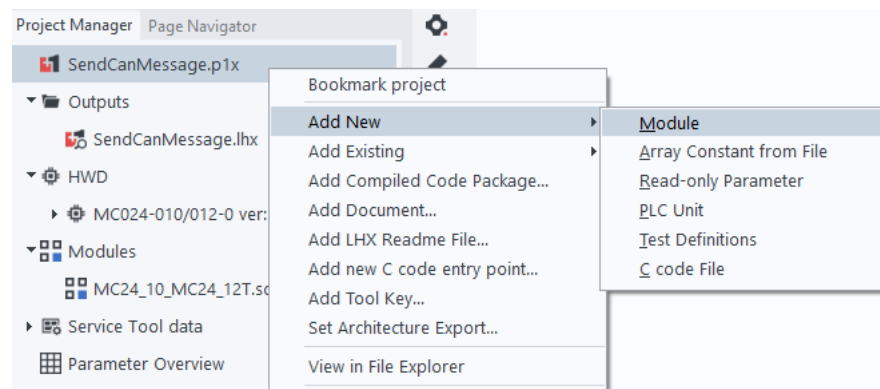 Project Manager Page Navigator
SendCanMessage.p1x
Outputs
SendCanMessage.lhx
HWD
MC024-010/012-0 ver:
Modules
MC24_10_MC24_12T.sc
Service Tool data
Parameter Overview
Bookmark project
Add New
Add Existing
Add Compiled Code Package...
Add Document...
Add LHX Readme File...
Add new C code entry point...
Add Tool Key...
Set Architecture Export...
View in File Explorer
Module
Array Constant from File
Read-only Parameter
PLC Unit
Test Definitions
C code File